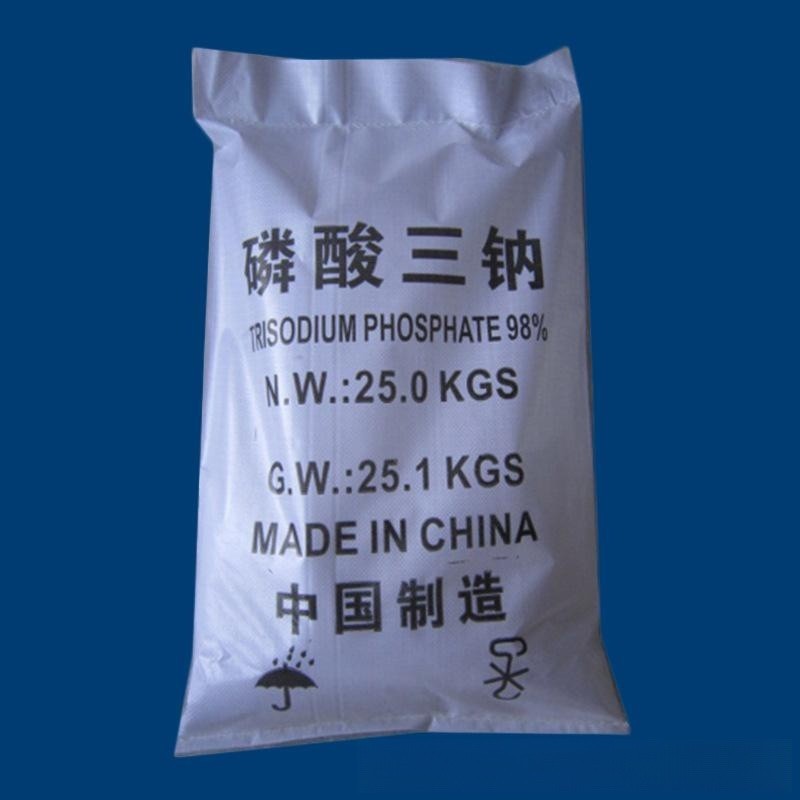 磷酸三钠
TRISODIUM PHOSPHATE 98%
N.W.:25.0 KGS
G.W.:25.1 KGS
MADE IN CHINA
中国制造